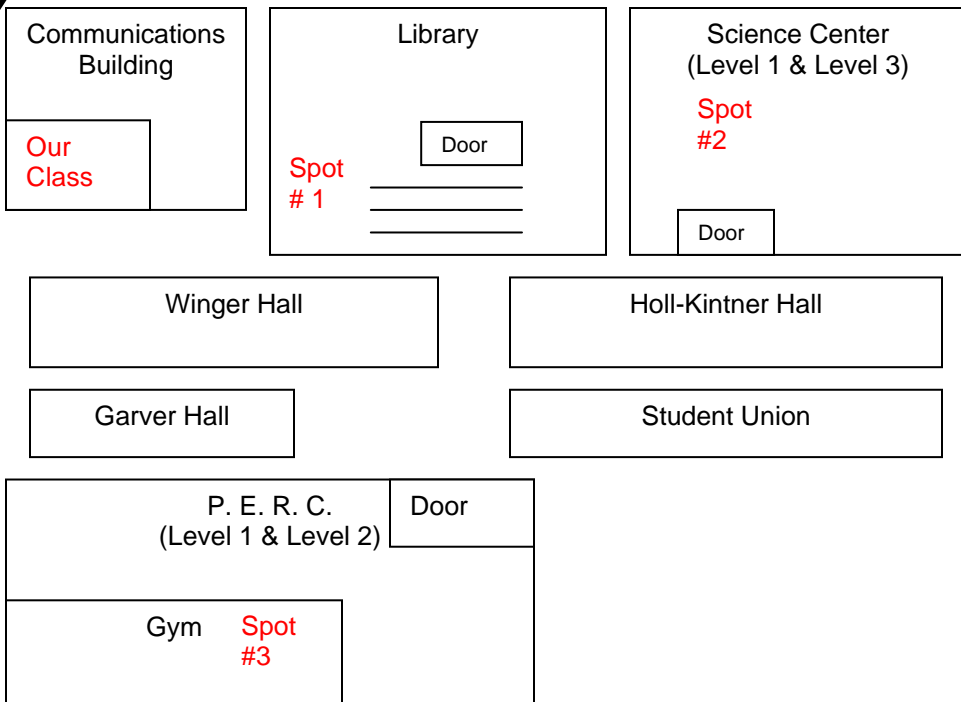 Communications
Building
Our
Class
Library
Door
Spot
# 1
Science Center
(Level 1 & Level 3)
Spot
#2
Door
Winger Hall
Holl-Kintner Hall
Garver Hall
Student Union
P. E. R. C.
(Level 1 & Level 2)
Door
Gym
Spot
#3